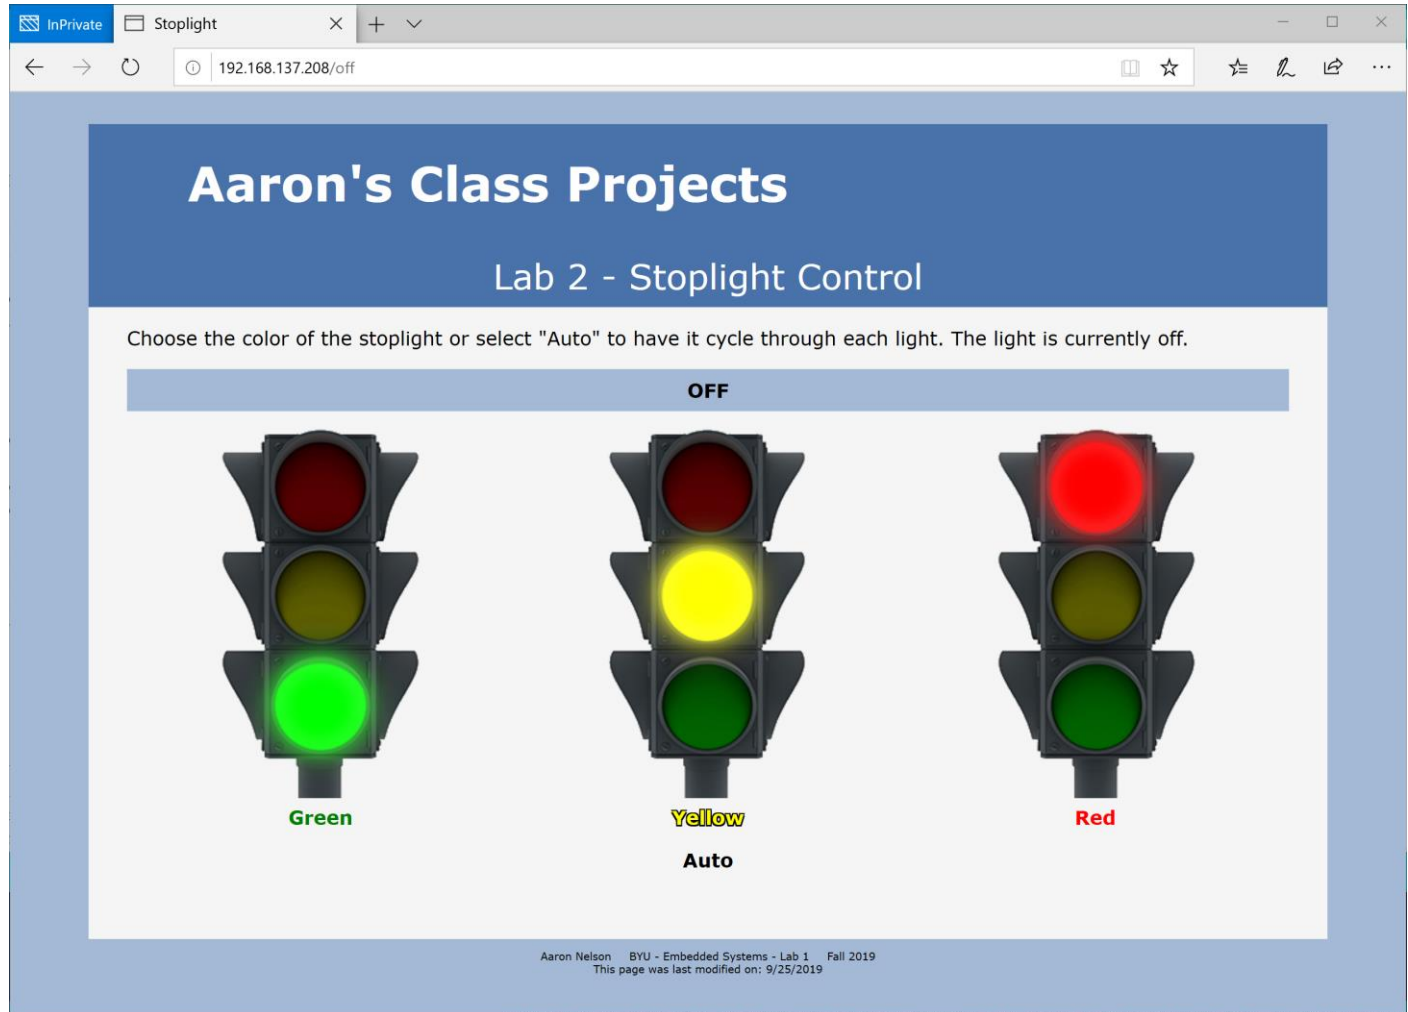 InPrivate
Stoplight
192.168.137.208/off
Aaron's Class Projects
Lab 2 - Stoplight Control
Choose the color of the stoplight or select "Auto" to have it cycle through each light. The light is currently off.
OFF
Green
Yellow
Red
Auto
Aaron Nelson BYU - Embedded Systems - Lab 1 Fall 2019
This page was last modified on: 9/25/2019